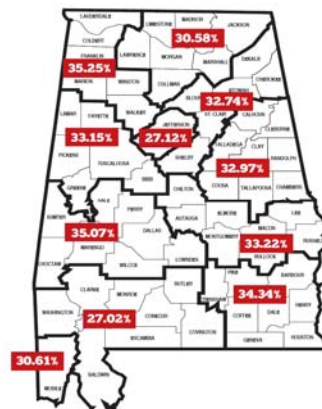 LAUDERDALE
LIMESTONE
MADISON
JACKSON
COLBERT
30.58%
FRANKLIN
LAWRENCE
MORGAN
MARSHALL
DEKALB
35.25%
MARION
WINSTON
CULLMAN
CHEROKEE
ETOWAH
32.74%
LAMAR
FAYETTE
WALKER
ST. CLAIR
CALHOUN
JEFFERSON
CLEBURNE
33.15%
27.12%
TALLADEGA
CLAY
RANDOLPH
PICKENS
SHELBY
32.97%
TUSCALOOSA
BIBB
COOSA
TALLAPOOSA
CHAMBERS
GREENE
HALE
CHILTON
SUMTER
PERRY
AUTAUGA
ELMORE
LEE
35.07%
DALLAS
MACON
MONTGOMERY
33.22%
RUSSELL
MARENGO
BULLOCK
CHOCTAW
WILCOX
LOWNDES
PIKE
BARBOUR
CLARKE
MONROE
BUTLER
34.34%
WASHINGTON
27.02%
CONECUH
COFFEE
DALE
HENRY
ESCAMBIA
COVINGTON
GENEVA
HOUSTON
30.61%
MOBILE
BALDWIN